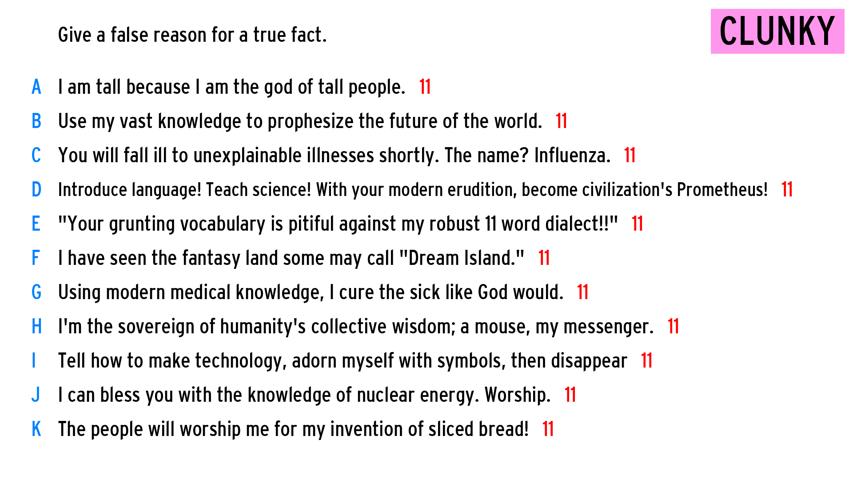 Give a false reason for a true fact.
CLUNKY
A I am tall because I am the god of tall people. 11
B Use my vast knowledge to prophesize the future of the world. 11
C You will fall ill to unexplainable illnesses shortly. The name? Influenza. 11
D Introduce language! Teach science! With your modern erudition, become civilization's Prometheus! 11
E "Your grunting vocabulary is pitiful against my robust 11 word dialect!!" 11
F I have seen the fantasy land some may call "Dream Island." 11
G Using modern medical knowledge, I cure the sick like God would. 11
H I'm the sovereign of humanity's collective wisdom; a mouse, my messenger. 11
I Tell how to make technology, adorn myself with symbols, then disappear 11
J I can bless you with the knowledge of nuclear energy. Worship. 11
K The people will worship me for my invention of sliced bread! 11